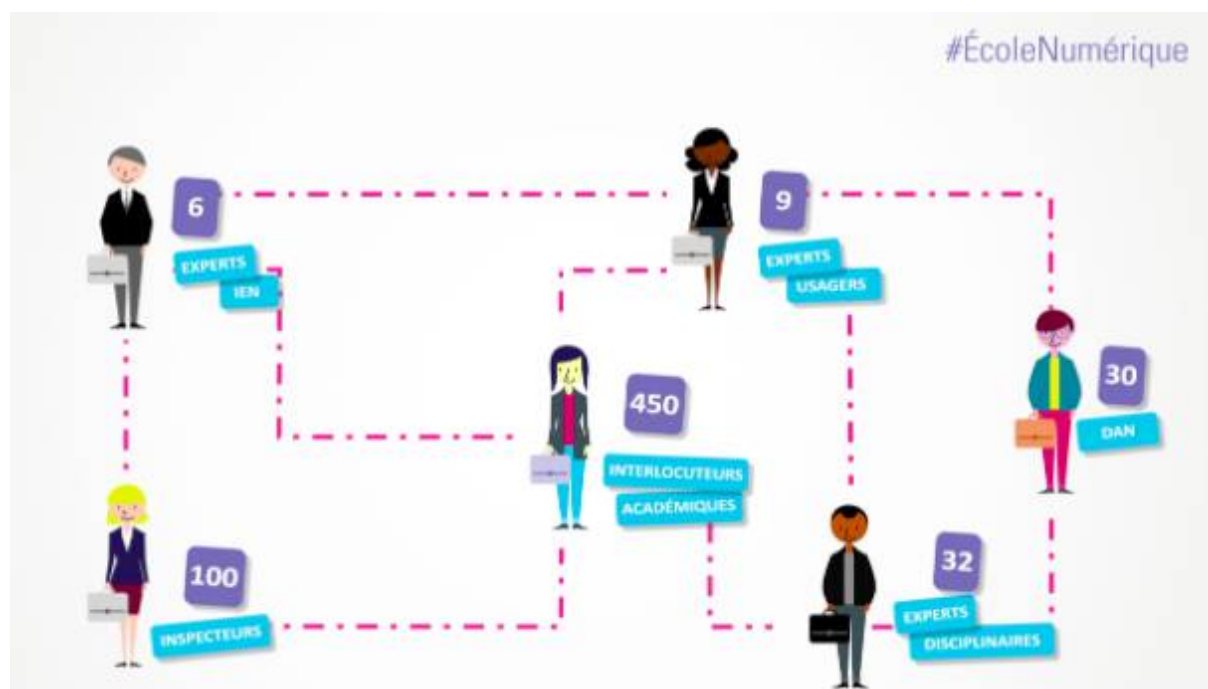 #ÉcoleNumérique
6
EXPERTS
IEN
9
EXPERTS
USAGERS
30
DAN
450
INTERLOCUTEURS
ACADÉMIQUES
100
INSPECTEURS
32
EXPERTS
DISCIPLINAIRES